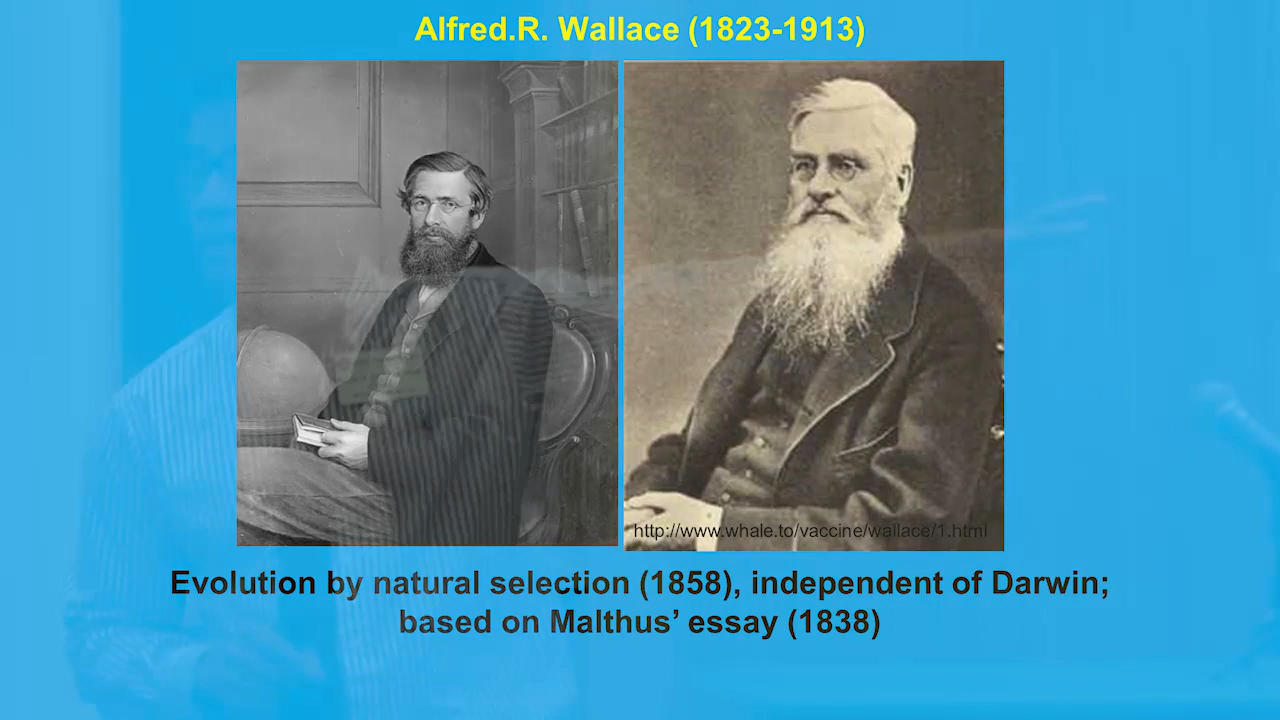 Alfred.R. Wallace (1823-1913)
http://www.whale.to/vaccine/wallace/1.html
Evolution by natural selection (1858), independent of Darwin;
based on Malthus’ essay (1838)